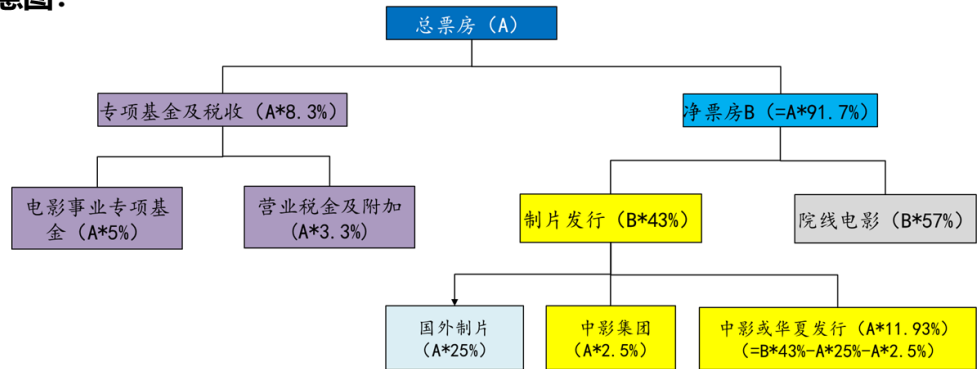 意图：
总票房（A）
专项基金及税收（A*8.3%）
净票房B（=A*91.7%）
电影事业专项基
金（A*5%）
营业税金及附加
(A*3.3%)
制片发行（B*43%）
院线电影（B*57%）
国外制片
(A*25%)
中影集团
(A*2.5%)
中影或华夏发行（A*11.93%）
(=B*43%-A*25%-A*2.5%)